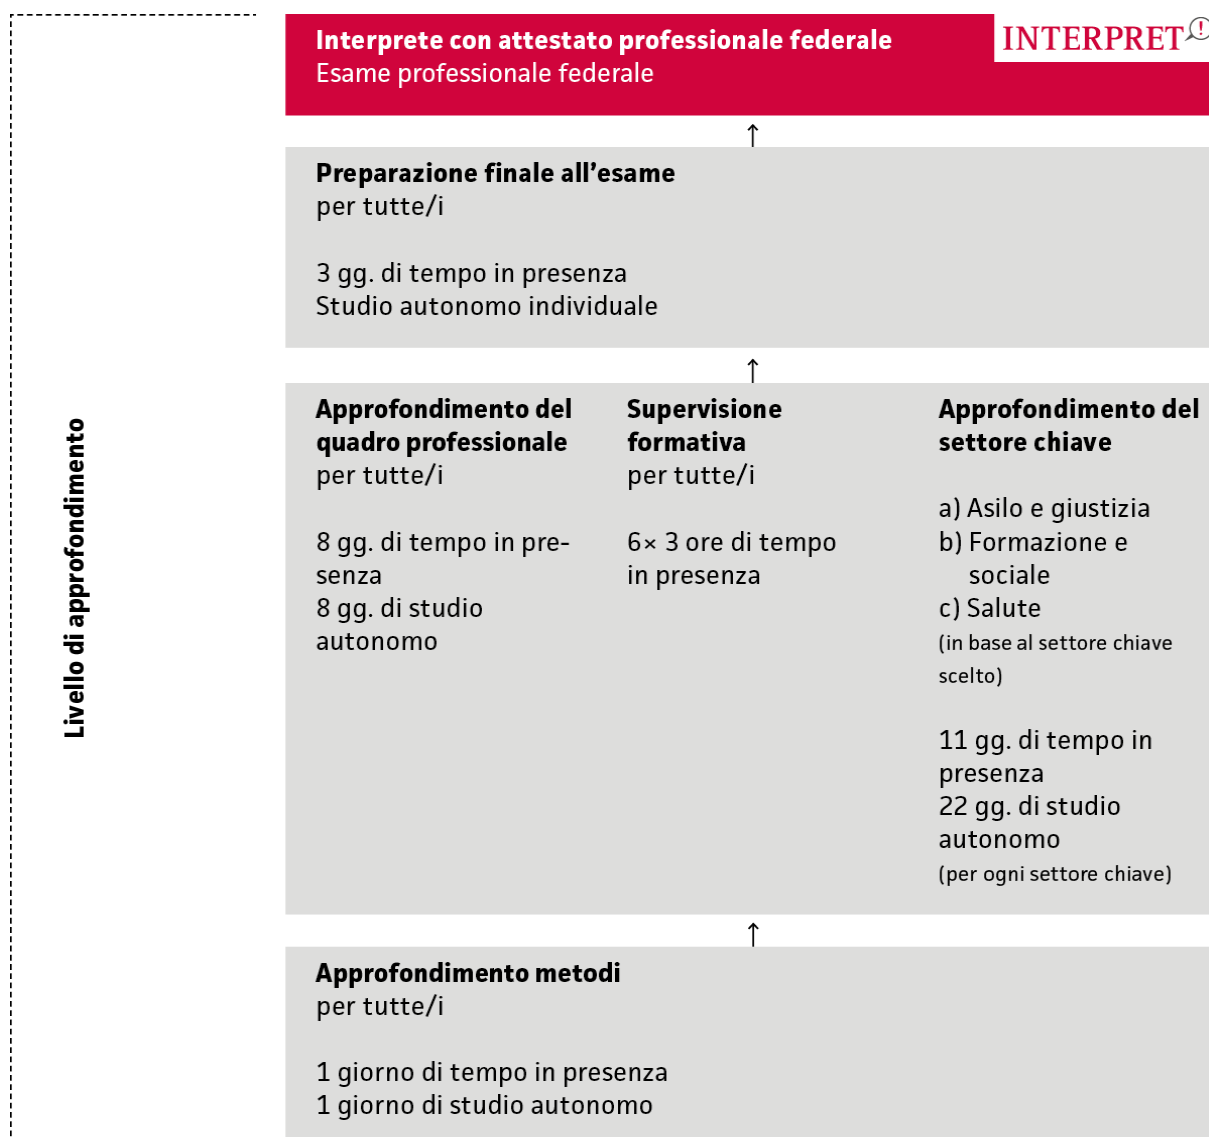 Interprete con attestato professionale federale
Esame professionale federale
INTERPRET!
Preparazione finale all'esame
per tutte/i
3 gg. di tempo in presenza
Studio autonomo individuale
Livello di approfondimento
Approfondimento del
quadro professionale
per tutte/i
8 gg. di tempo in pre-
senza
8 gg. di studio
autonomo
Supervisione
formativa
per tutte/i
6× 3 ore di tempo
in presenza
Approfondimento del
settore chiave
a) Asilo e giustizia
b) Formazione e
sociale
c) Salute
(in base al settore chiave
scelto)
11 gg. di tempo in
presenza
22 gg. di studio
autonomo
(per ogni settore chiave)
Approfondimento metodi
per tutte/i
1 giorno di tempo in presenza
1 giorno di studio autonomo